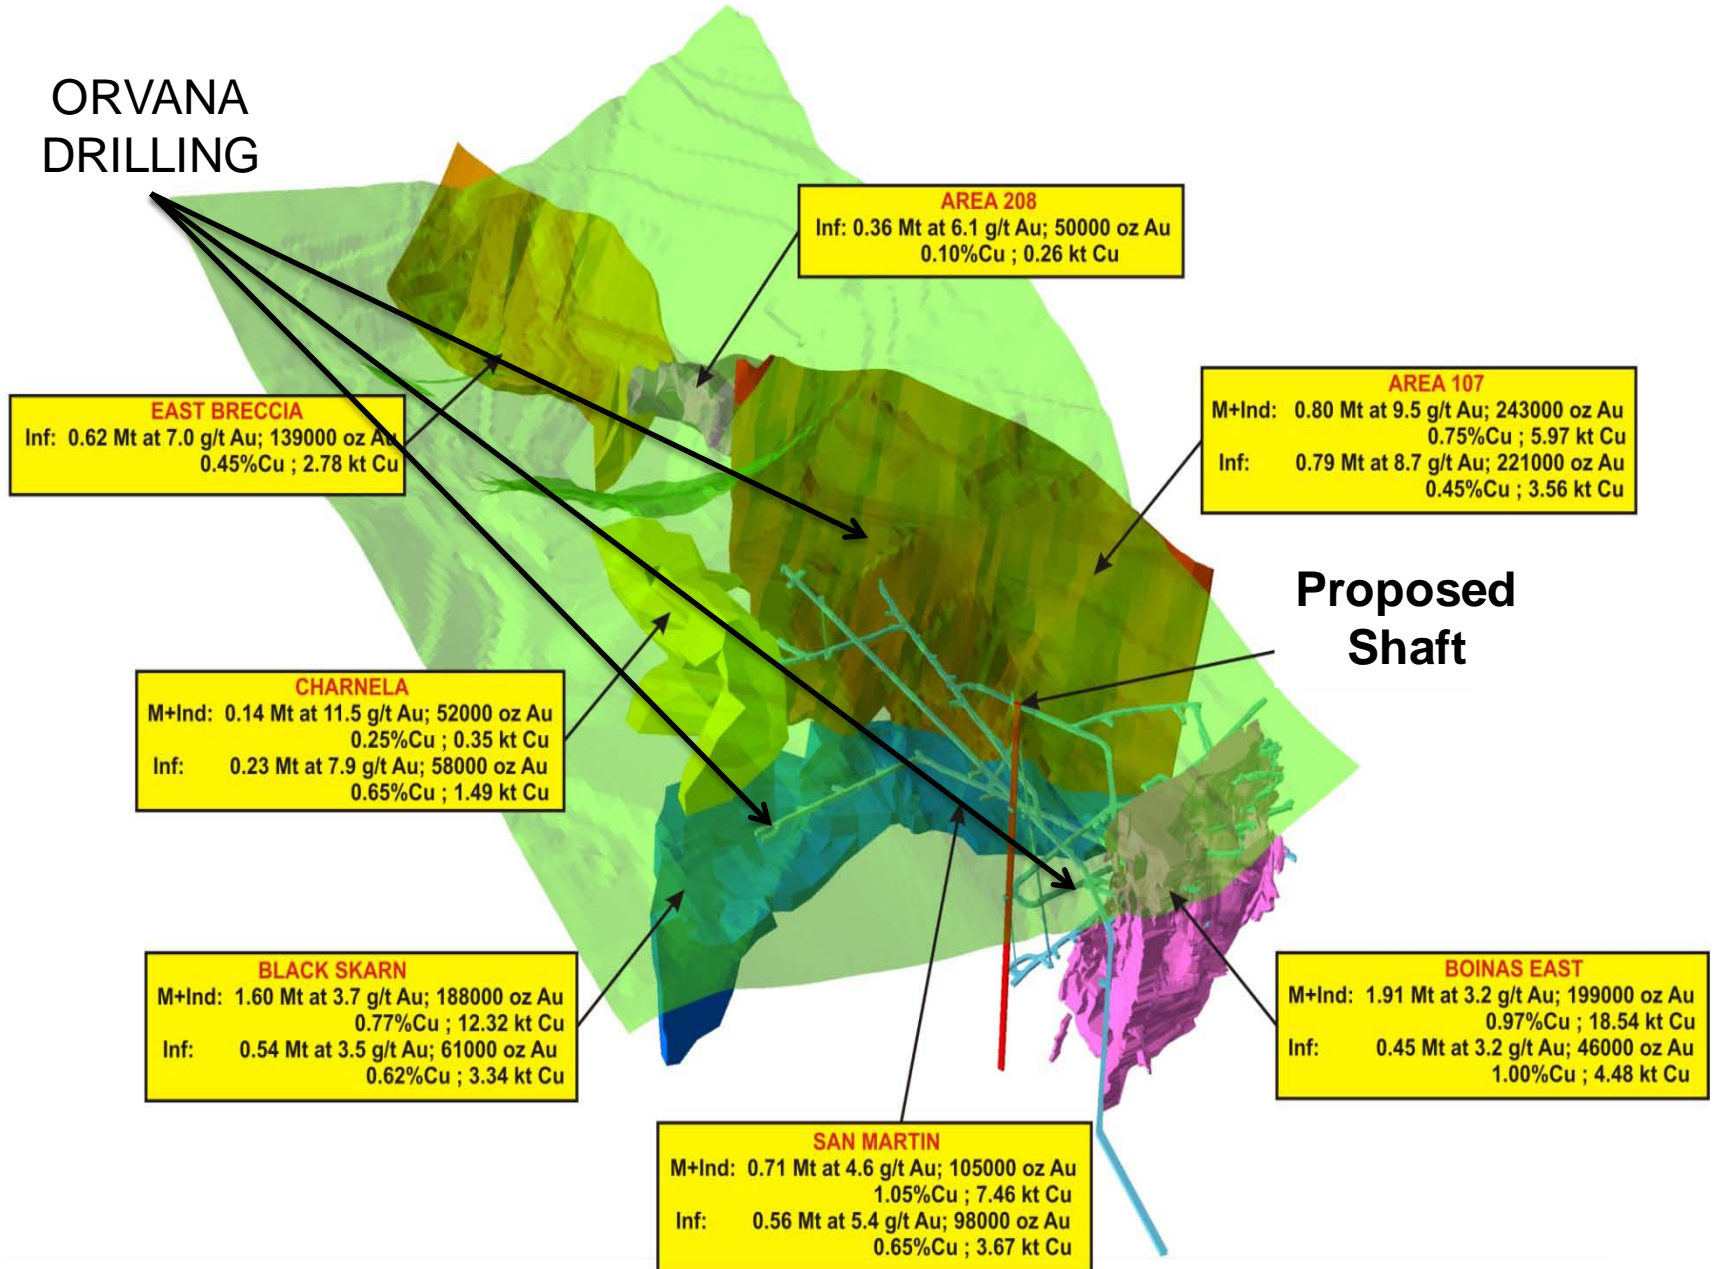 ORVANA
DRILLING
AREA 208
Inf: 0.36 Mt at 6.1 g/t Au; 50000 oz Au
0.10%Cu ; 0.26 kt Cu
EAST BRECCIA
Inf: 0.62 Mt at 7.0 g/t Au; 139000 oz Au
0.45%Cu ; 2.78 kt Cu
AREA 107
M+Ind: 0.80 Mt at 9.5 g/t Au; 243000 oz Au
0.75%Cu ; 5.97 kt Cu
Inf: 0.79 Mt at 8.7 g/t Au; 221000 oz Au
0.45%Cu ; 3.56 kt Cu
Proposed
Shaft
CHARNELA
M+Ind: 0.14 Mt at 11.5 g/t Au; 52000 oz Au
0.25%Cu ; 0.35 kt Cu
Inf: 0.23 Mt at 7.9 g/t Au; 58000 oz Au
0.65%Cu ; 1.49 kt Cu
BLACK SKARN
M+Ind: 1.60 Mt at 3.7 g/t Au; 188000 oz Au
0.77%Cu ; 12.32 kt Cu
Inf: 0.54 Mt at 3.5 g/t Au; 61000 oz Au
0.62%Cu ; 3.34 kt Cu
BOINAS EAST
M+Ind: 1.91 Mt at 3.2 g/t Au; 199000 oz Au
0.97%Cu ; 18.54 kt Cu
Inf: 0.45 Mt at 3.2 g/t Au; 46000 oz Au
1.00%Cu ; 4.48 kt Cu
SAN MARTIN
M+Ind: 0.71 Mt at 4.6 g/t Au; 105000 oz Au
1.05%Cu ; 7.46 kt Cu
Inf: 0.56 Mt at 5.4 g/t Au; 98000 oz Au
0.65%Cu ; 3.67 kt Cu